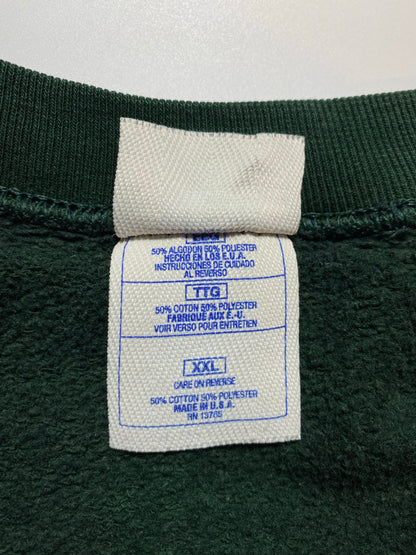 50% ALGODON 50% POLIESTER
HECHO EN LOS E.U.A.
INSTRUCCIONES DE CUIDADO
AL REVERSO
TTG
50% COTON 50% POLYESTER
FABRIQUE AUX E.-U.
VOIR VERSO POUR ENTRETIEN
XXL
CARE ON REVERSE
50% COTTON 50% POLYESTER
MADE IN U.S.A.
RN 13765